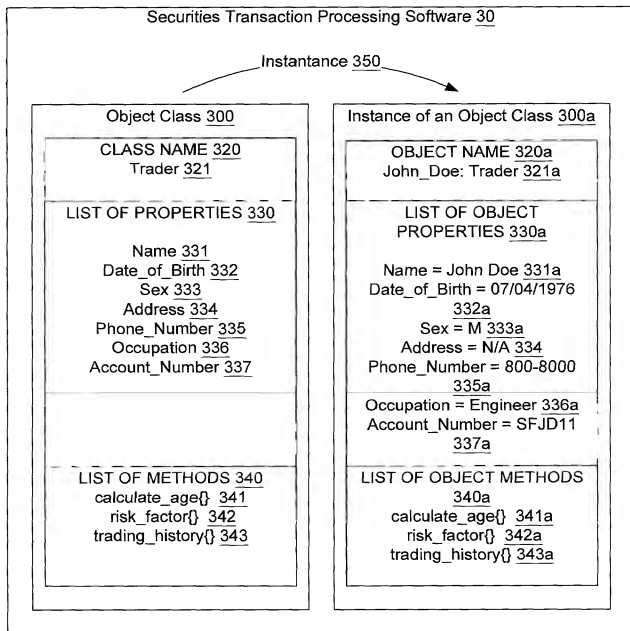 Securities Transaction Processing Software 30
Instantance 350
Object Class 300
CLASS NAME 320
Trader 321
LIST OF PROPERTIES 330
Name 331
Date_of_Birth 332
Sex 333
Address 334
Phone_Number 335
Occupation 336
Account_Number 337
LIST OF METHODS 340
calculate_age{} 341
risk_factor{} 342
trading_history{} 343
Instance of an Object Class 300a
OBJECT NAME 320a
John_Doe: Trader 321a
LIST OF OBJECT
PROPERTIES 330a
Name = John Doe 331a
Date_of_Birth = 07/04/1976
332a
Sex = M 333a
Address = N/A 334
Phone_Number = 800-8000
335a
Occupation = Engineer 336a
Account_Number = SFJD11
337a
LIST OF OBJECT METHODS
340a
calculate_age{} 341a
risk_factor{} 342a
trading_history{} 343a